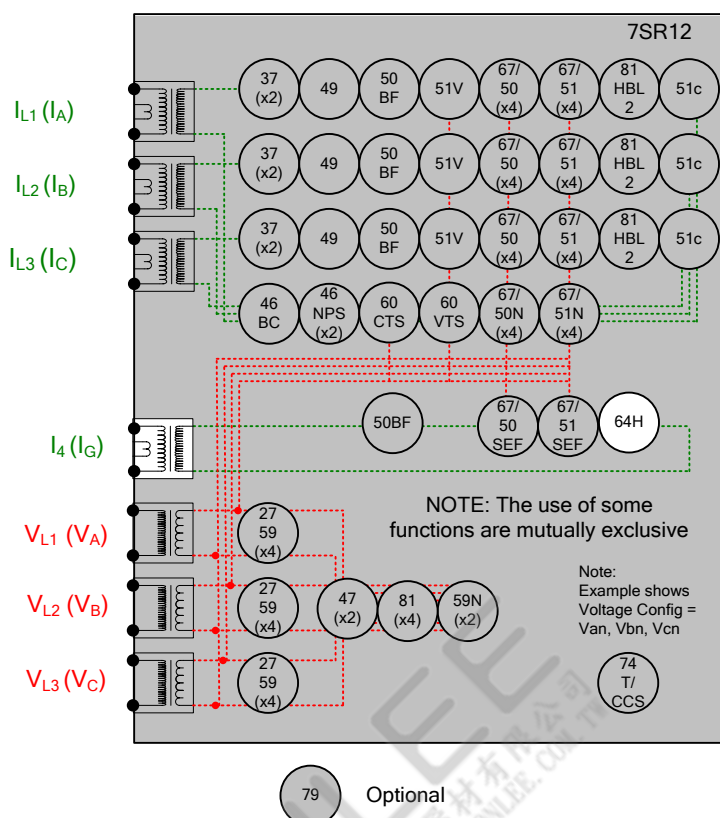 7SR12
37 (x2) 49 50 BF 51V 67/ 50 (x4) 67/ 51 (x4) 81 HBL 2 51c
IL1 (IA)
37 (x2) 49 50 BF 51V 67/ 50 (x4) 67/ 51 (x4) 81 HBL 2 51c
IL2 (IB)
37 (x2) 49 50 BF 51V 67/ 50 (x4) 67/ 51 (x4) 81 HBL 2 51c
IL3 (IC)
46 BC 46 NPS (x2) 60 CTS 60 VTS 67/ 50N (x4) 67/ 51N (x4)
I4 (IG)
50BF 67/ 50 SEF 67/ 51 SEF 64H
NOTE: The use of some
functions are mutually exclusive
VL1 (VA)
27 59 (x4)
Note:
Example shows
Voltage Config =
Van, Vbn, Vcn
VL2 (VB)
27 59 (x4) 47 (x2) 81 (x4) 59N (x2)
VL3 (VC)
27 59 (x4)
74 T/ CCS
79 Optional